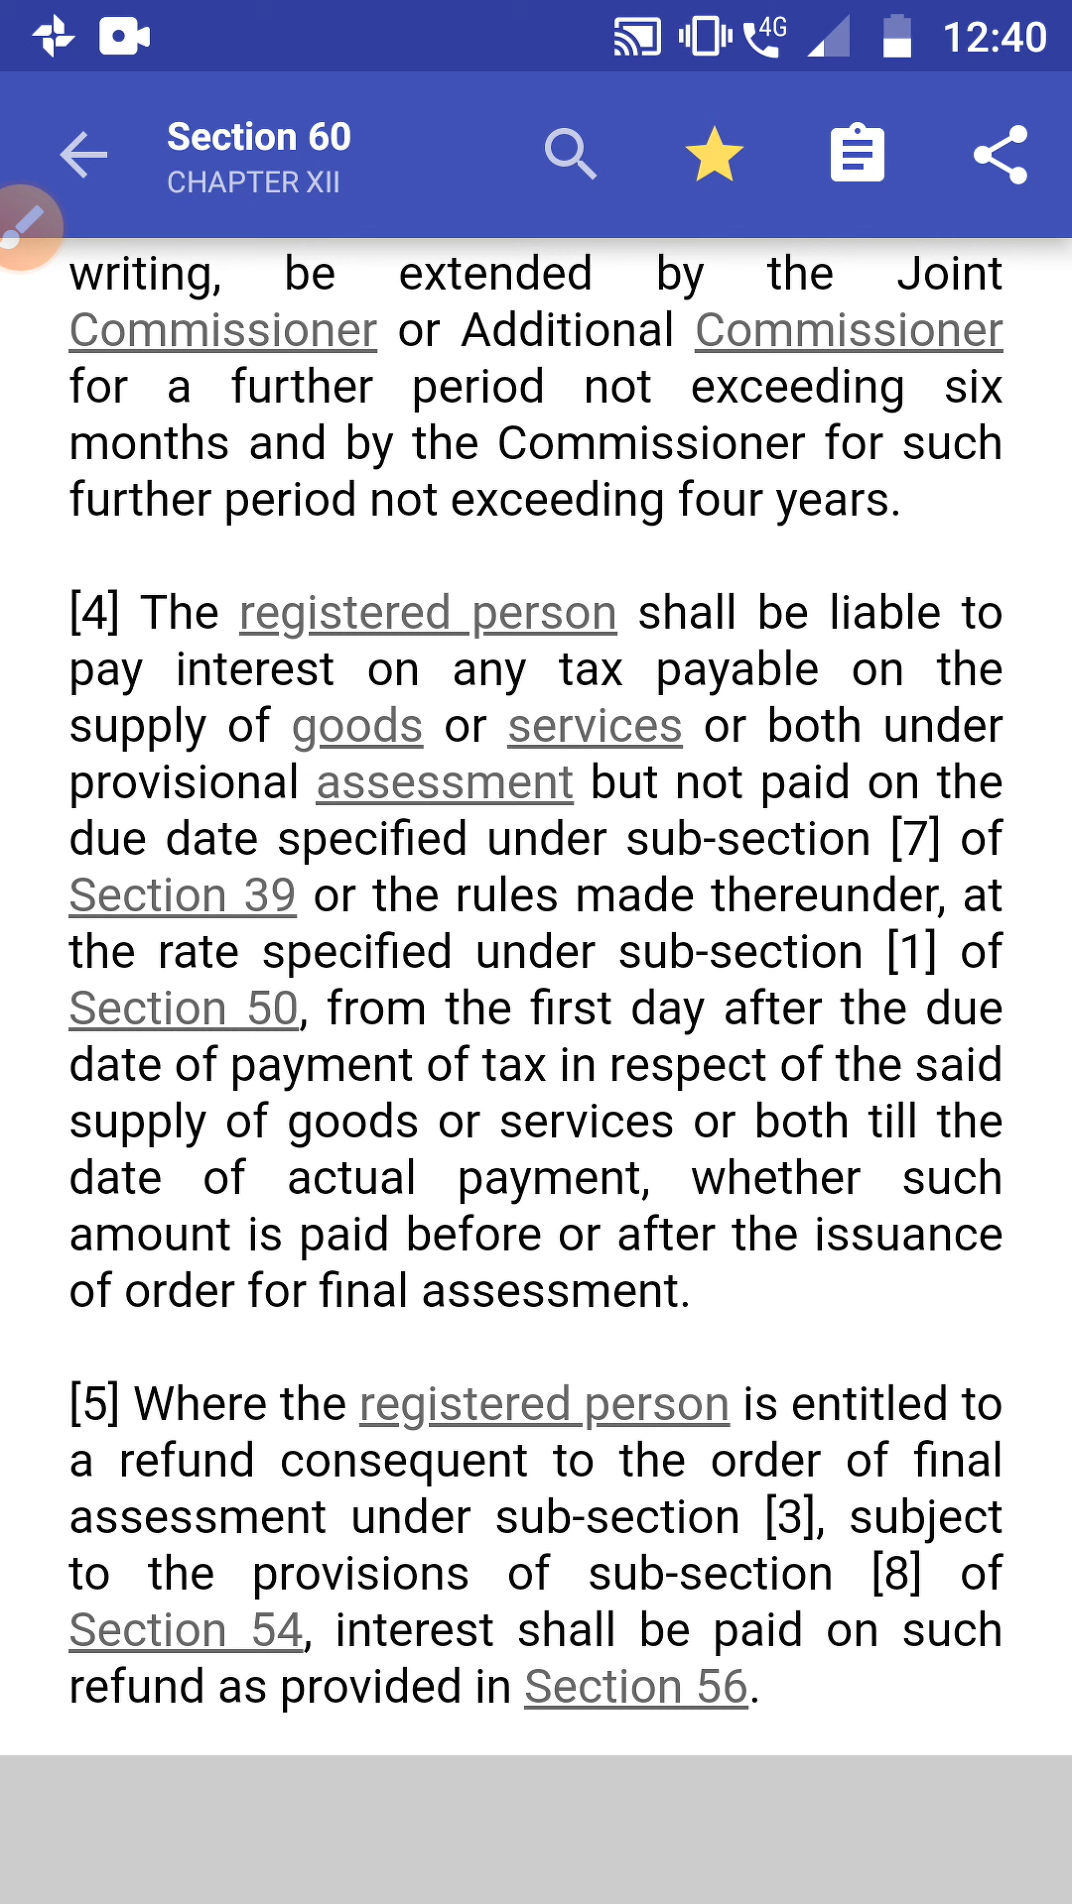 4G 12:40
Section 60
CHAPTER XII
writing, be extended by the Joint
Commissioner or Additional Commissioner
for a further period not exceeding six
months and by the Commissioner for such
further period not exceeding four years.
[4] The registered person shall be liable to
pay interest on any tax payable on the
supply of goods or services or both under
provisional assessment but not paid on the
due date specified under sub-section [7] of
Section 39 or the rules made thereunder, at
the rate specified under sub-section [1] of
Section 50, from the first day after the due
date of payment of tax in respect of the said
supply of goods or services or both till the
date of actual payment, whether such
amount is paid before or after the issuance
of order for final assessment.
[5] Where the registered person is entitled to
a refund consequent to the order of final
assessment under sub-section [3], subject
to the provisions of sub-section [8] of
Section 54, interest shall be paid on such
refund as provided in Section 56.